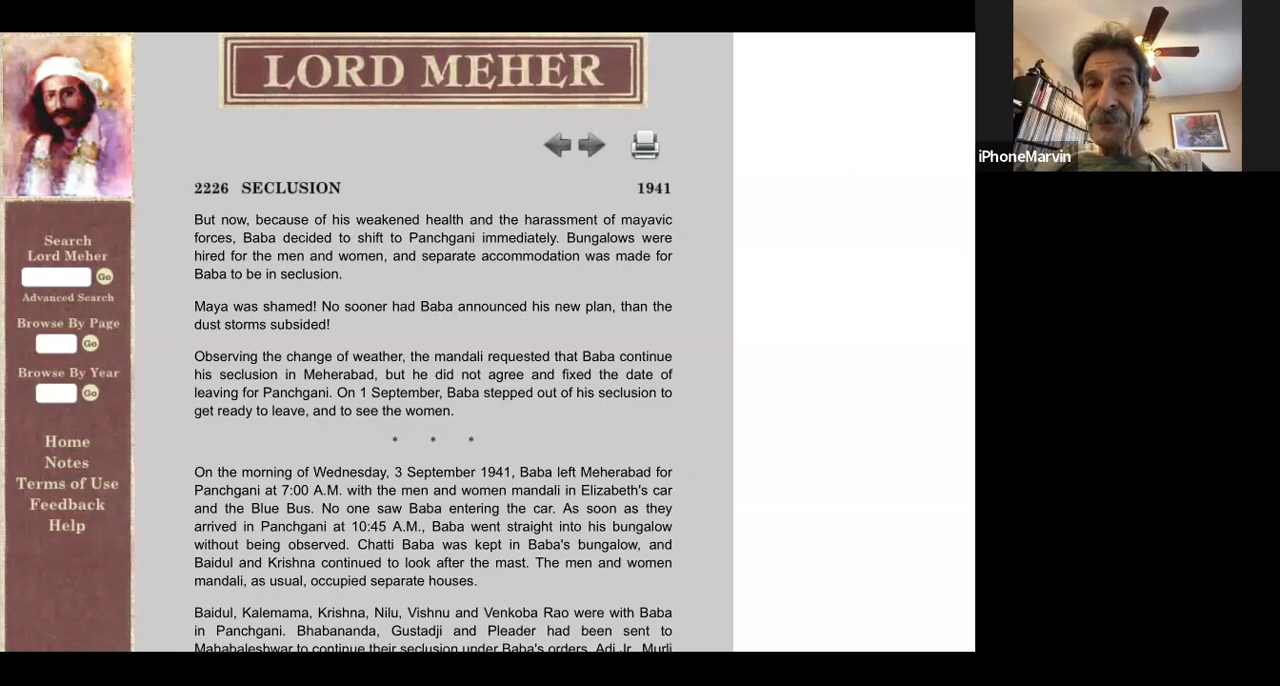 LORD MEHER
iPhoneMarvin
2226 SECLUSION 1941
But now, because of his weakened health and the harassment of mayavic
forces, Baba decided to shift to Panchgani immediately. Bungalows were
hired for the men and women, and separate accommodation was made for
Baba to be in seclusion.
Maya was shamed! No sooner had Baba announced his new plan, than the
dust storms subsided!
Observing the change of weather, the mandali requested that Baba continue
his seclusion in Meherabad, but he did not agree and fixed the date of
leaving for Panchgani. On 1 September, Baba stepped out of his seclusion to
get ready to leave, and to see the women.
* * *
On the morning of Wednesday, 3 September 1941, Baba left Meherabad for
Panchgani at 7:00 A.M. with the men and women mandali in Elizabeth's car
and the Blue Bus. No one saw Baba entering the car. As soon as they
arrived in Panchgani at 10:45 A.M., Baba went straight into his bungalow
without being observed. Chatti Baba was kept in Baba's bungalow, and
Baidul and Krishna continued to look after the mast. The men and women
mandali, as usual, occupied separate houses.
Baidul, Kalemama, Krishna, Nilu, Vishnu and Venkoba Rao were with Baba
in Panchgani. Bhabananda, Gustadji and Pleader had been sent to
Mahabaleshwar to continue their seclusion under Baba's orders. Adi Jr., Murli
Search
Lord Meher
Go
Advanced Search
Browse By Page
Go
Browse By Year
Go
Home
Notes
Terms of Use
Feedback
Help